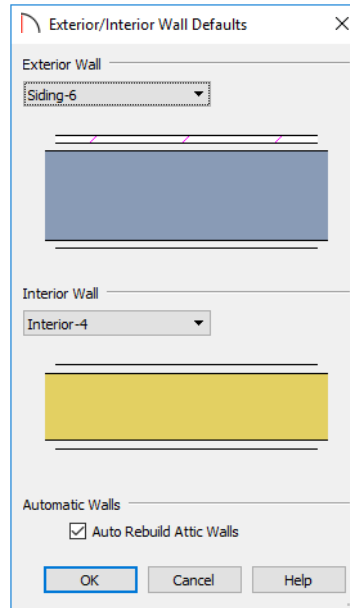 Exterior/Interior Wall Defaults
Exterior Wall
Siding-6
Interior Wall
Interior-4
Automatic Walls
Auto Rebuild Attic Walls
OK Cancel Help